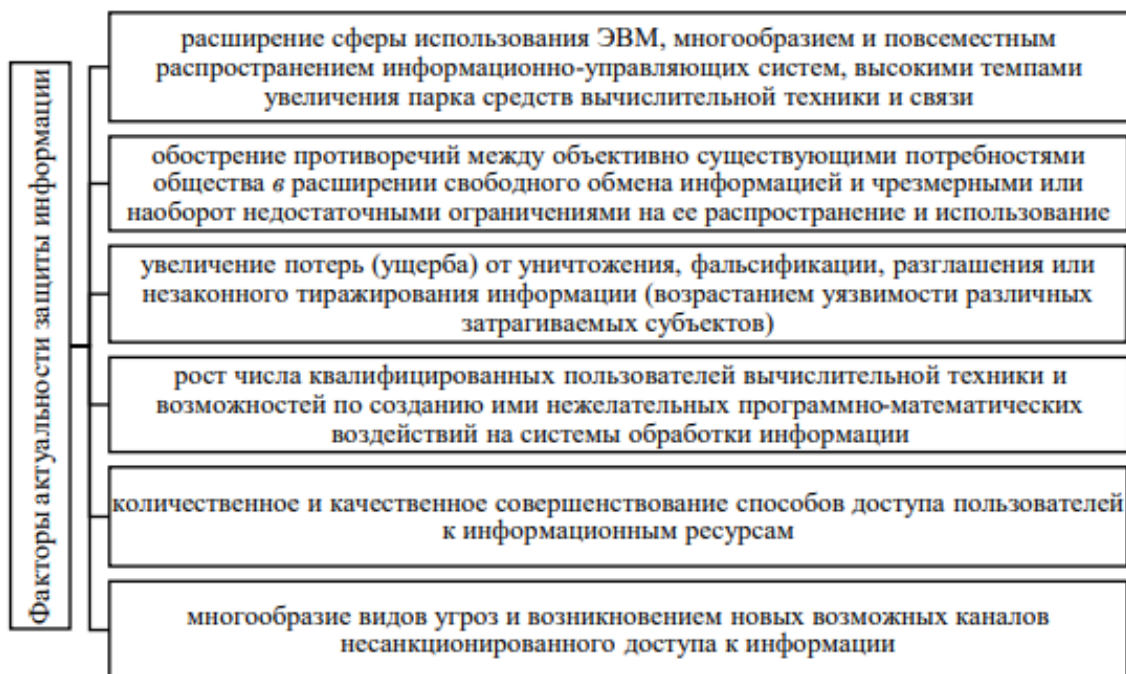 Факторы актуальности защиты информации
расширение сферы использования ЭВМ, многообразием и повсеместным
распространением информационно-управляющих систем, высокими темпами
увеличения парка средств вычислительной техники и связи
обострение противоречий между объективно существующими потребностями
общества в расширении свободного обмена информацией и чрезмерными или
наоборот недостаточными ограничениями на ее распространение и использование
увеличение потерь (ущерба) от уничтожения, фальсификации, разглашения или
незаконного тиражирования информации (возрастанием уязвимости различных
затрагиваемых субъектов)
рост числа квалифицированных пользователей вычислительной техники и
возможностей по созданию ими нежелательных программно-математических
воздействий на системы обработки информации
количественное и качественное совершенствование способов доступа пользователей
к информационным ресурсам
многообразие видов угроз и возникновением новых возможных каналов
несанкционированного доступа к информации